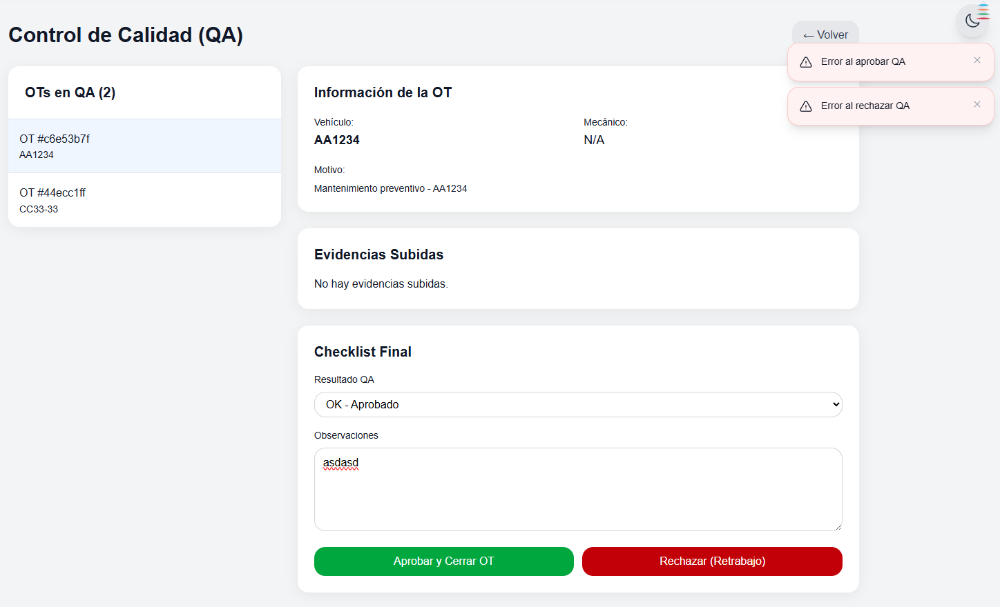 Control de Calidad (QA)
← Volver
Error al aprobar QA
Error al rechazar QA
OTs en QA (2)
OT #c6e53b7f
AA1234
OT #44ecc1ff
CC33-33
Información de la OT
Vehículo:
AA1234
Mecánico:
N/A
Motivo:
Mantenimiento preventivo - AA1234
Evidencias Subidas
No hay evidencias subidas.
Checklist Final
Resultado QA
OK - Aprobado
Observaciones
asdasd
Aprobar y Cerrar OT
Rechazar (Retrabajo)